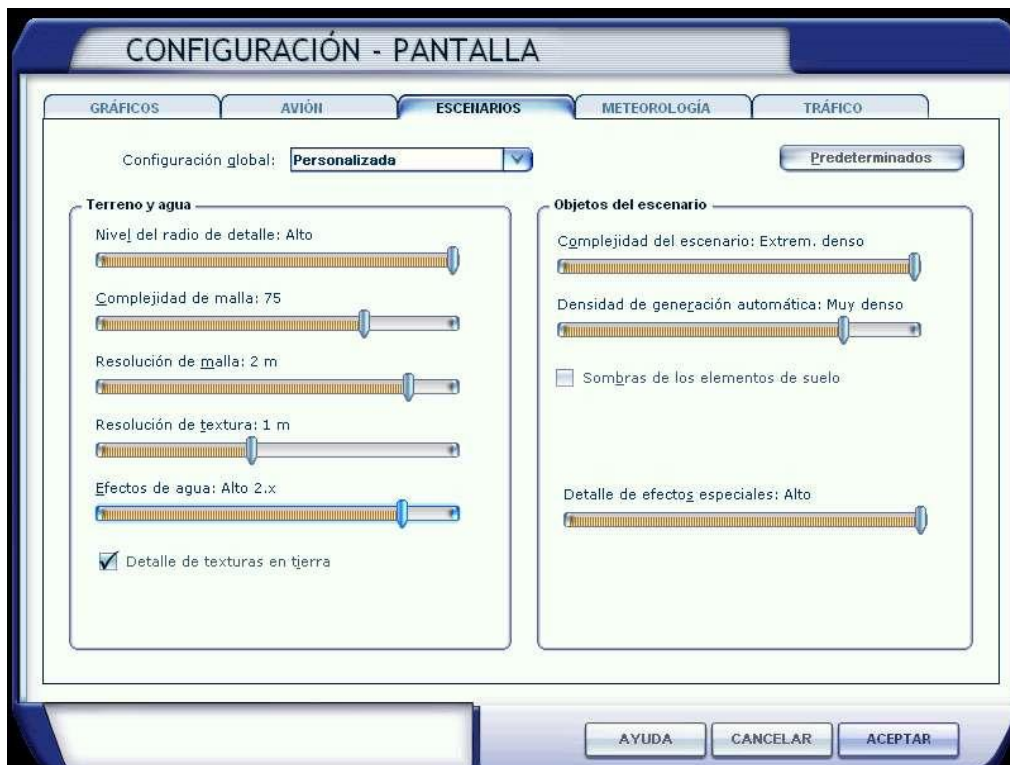 CONFIGURACIÓN - PANTALLA
GRÁFICOS
AVIÓN
ESCENARIOS
METEOROLOGÍA
TRÁFICO
Configuración global:
Personalizada
Predeterminados
Terreno y agua
Nivel del radio de detalle: Alto
Complejidad de malla: 75
Resolución de malla: 2 m
Resolución de textura: 1 m
Efectos de agua: Alto 2.x
Detalle de texturas en tierra
Objetos del escenario
Complejidad del escenario: Extrem. denso
Densidad de generación automática: Muy denso
Sombras de los elementos de suelo
Detalle de efectos especiales: Alto
AYUDA
CANCELAR
ACEPTAR